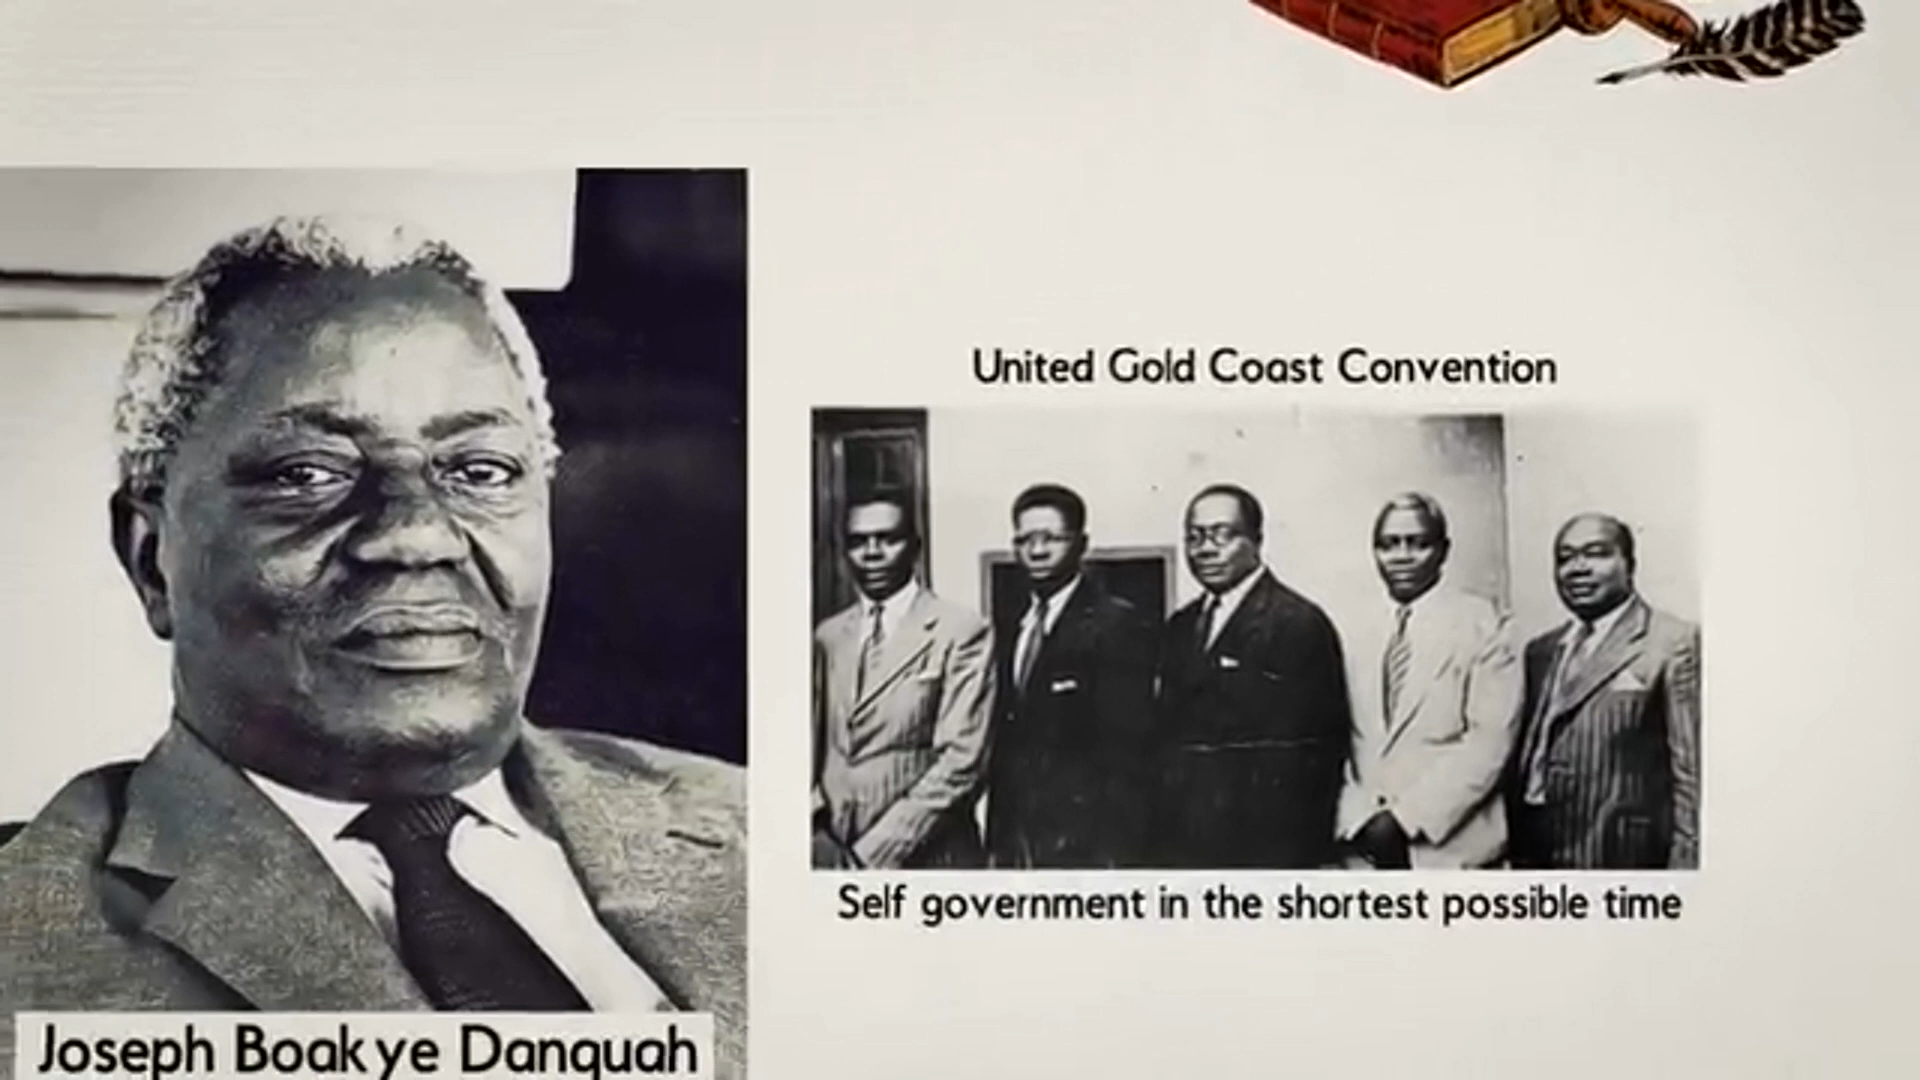 United Gold Coast Convention
Self government in the shortest possible time
Joseph Boakye Danquah